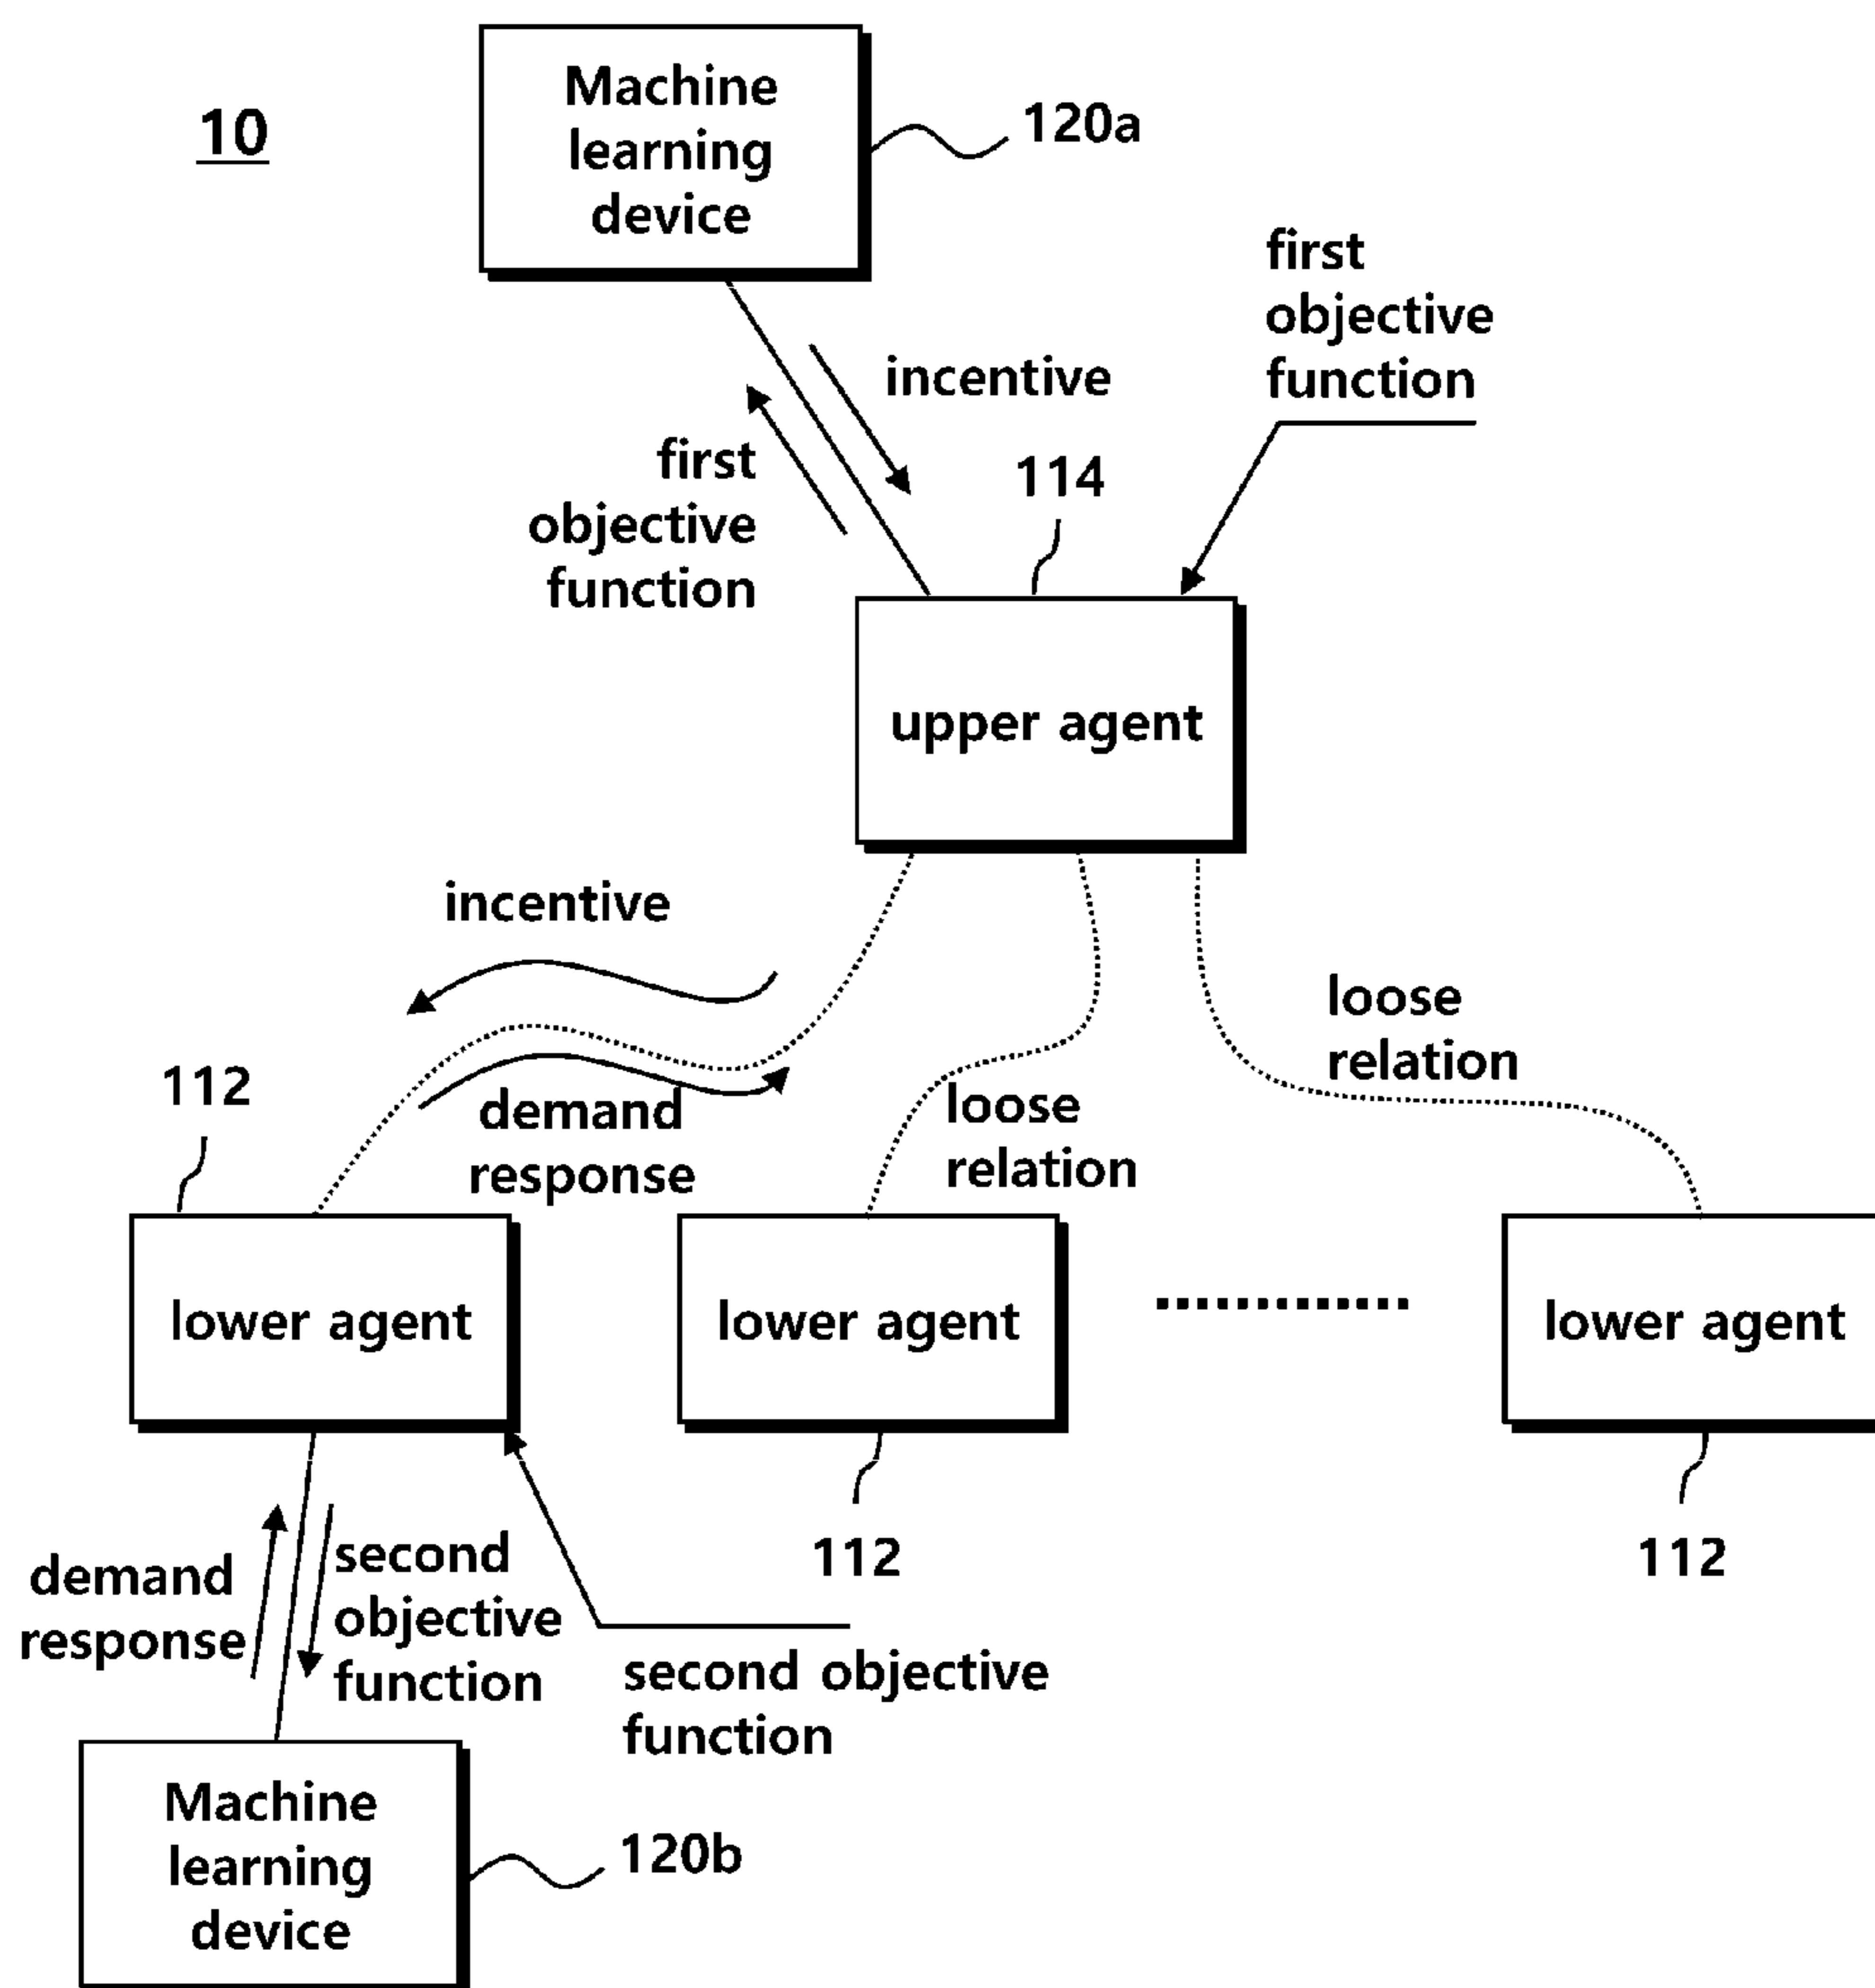 10
Machine
learning
device
120a
first
objective
function
incentive
first
objective
function
114
upper agent
incentive
loose
relation
112
demand
response
loose
relation
lower agent
lower agent
lower agent
demand
response
second
objective
function
112
112
second objective
function
Machine
learning
device
120b